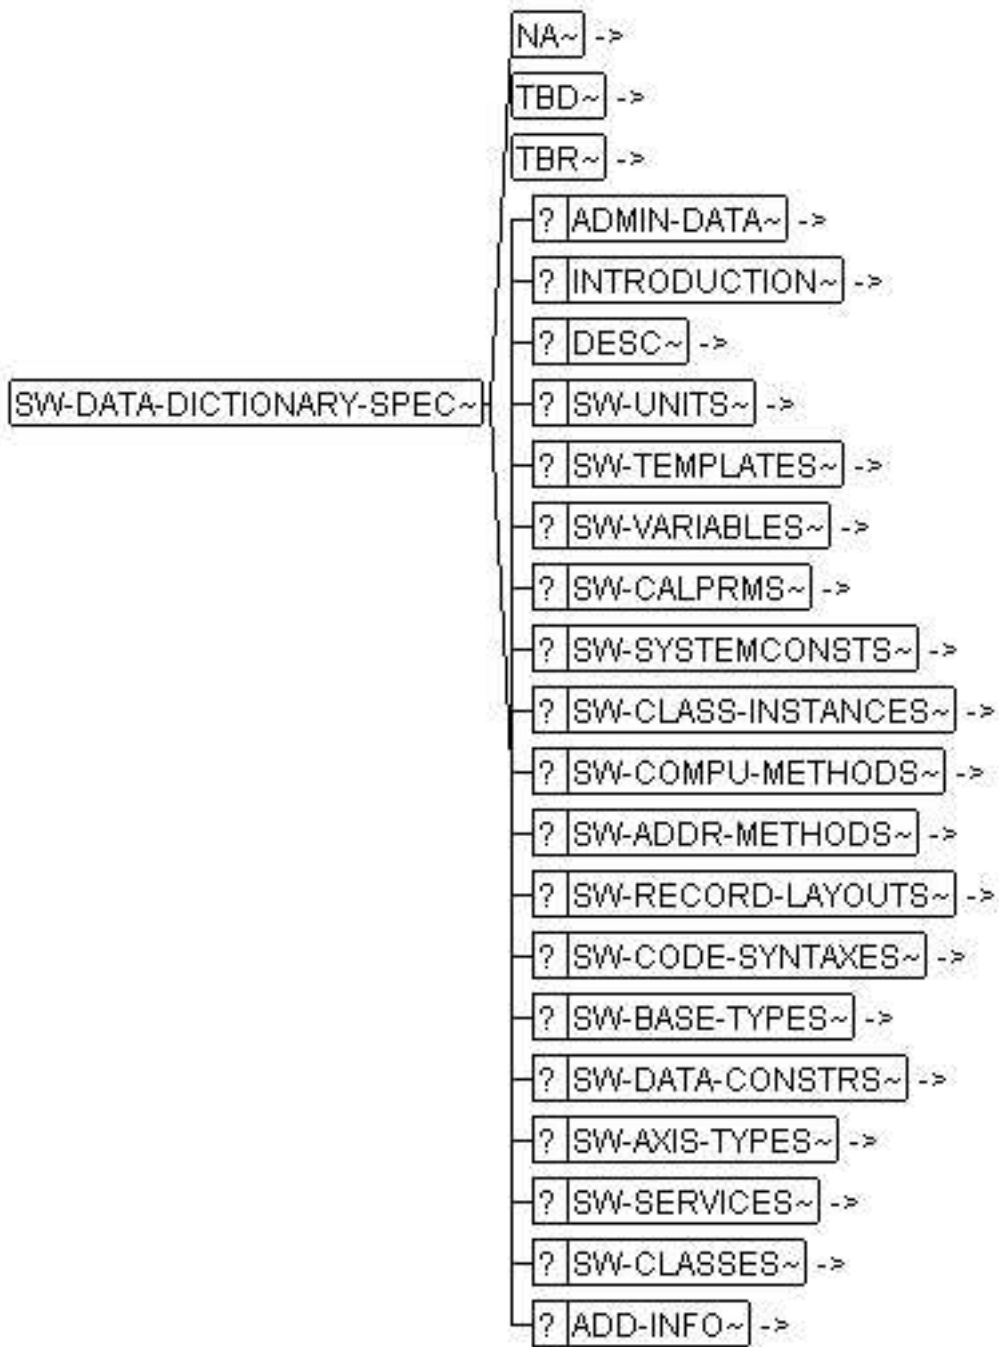 NA~ ->
TBD~ ->
TBR~ ->
? ADMIN-DATA~ ->
? INTRODUCTION~ ->
? DESC~ ->
SW-DATA-DICTIONARY-SPEC~ ? SW-UNITS~ ->
? SW-TEMPLATES~ ->
? SW-VARIABLES~ ->
? SW-CALPRMS~ ->
? SW-SYSTEMCONSTS~ ->
? SW-CLASS-INSTANCES~ ->
? SW-COMPU-METHODS~ ->
? SW-ADDR-METHODS~ ->
? SW-RECORD-LAYOUTS~ ->
? SW-CODE-SYNTAXES~ ->
? SW-BASE-TYPES~ ->
? SW-DATA-CONSTRS~ ->
? SW-AXIS-TYPES~ ->
? SW-SERVICES~ ->
? SW-CLASSES~ ->
? ADD-INFO~ ->